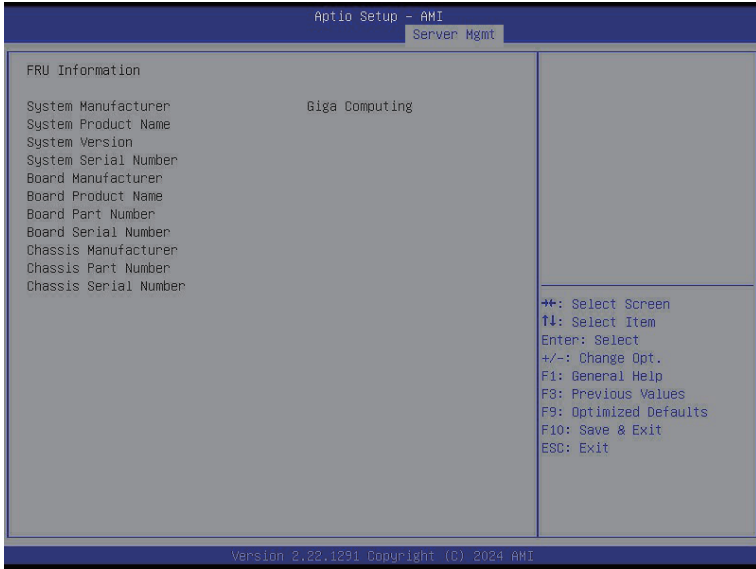 Aptio Setup – AMI
Server Mgmt
FRU Information
System Manufacturer Giga Computing
System Product Name
System Version
System Serial Number
Board Manufacturer
Board Product Name
Board Part Number
Board Serial Number
Chassis Manufacturer
Chassis Part Number
Chassis Serial Number
→←: Select Screen
↑↓: Select Item
Enter: Select
+/-: Change Opt.
F1: General Help
F3: Previous Values
F9: Optimized Defaults
F10: Save & Exit
ESC: Exit
Version 2.22.1291 Copyright (C) 2024 AMI